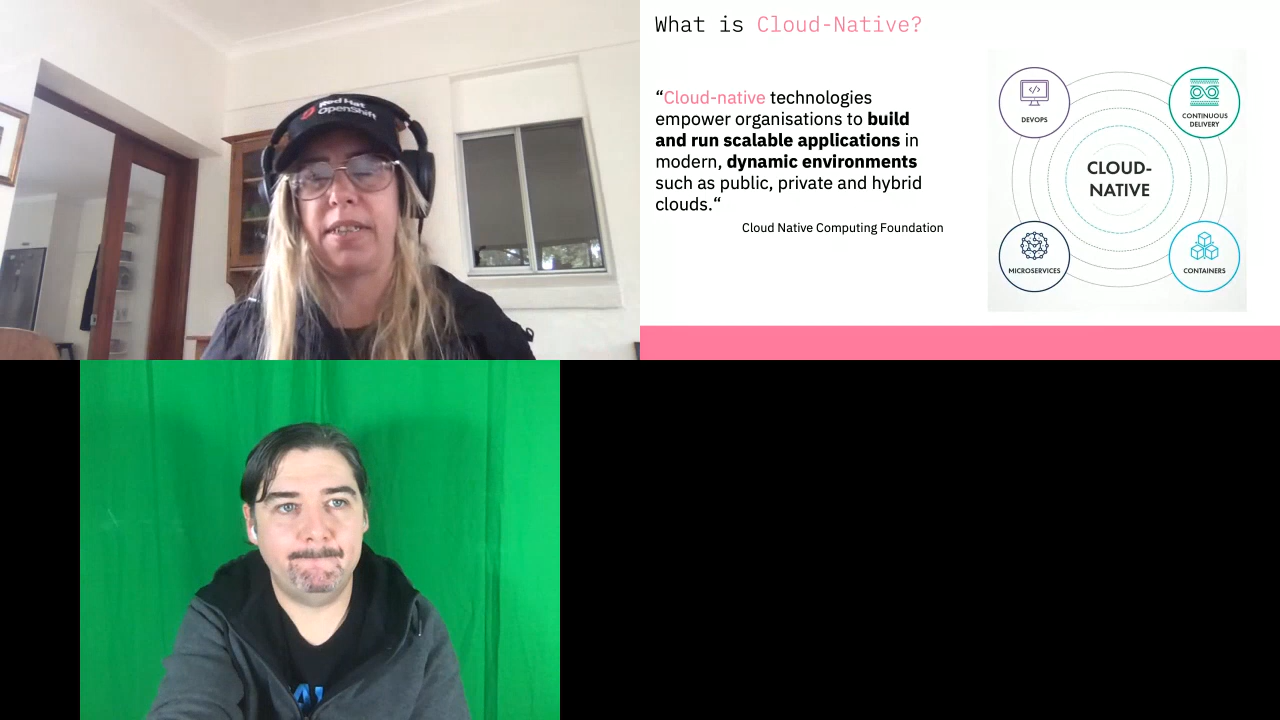 Red Hat
OpenShift
What is Cloud-Native?
“Cloud-native technologies
empower organisations to build
and run scalable applications in
modern, dynamic environments
such as public, private and hybrid
clouds.“
Cloud Native Computing Foundation
DEVOPS
CONTINUOUS
DELIVERY
CLOUD-
NATIVE
MICROSERVICES
CONTAINERS